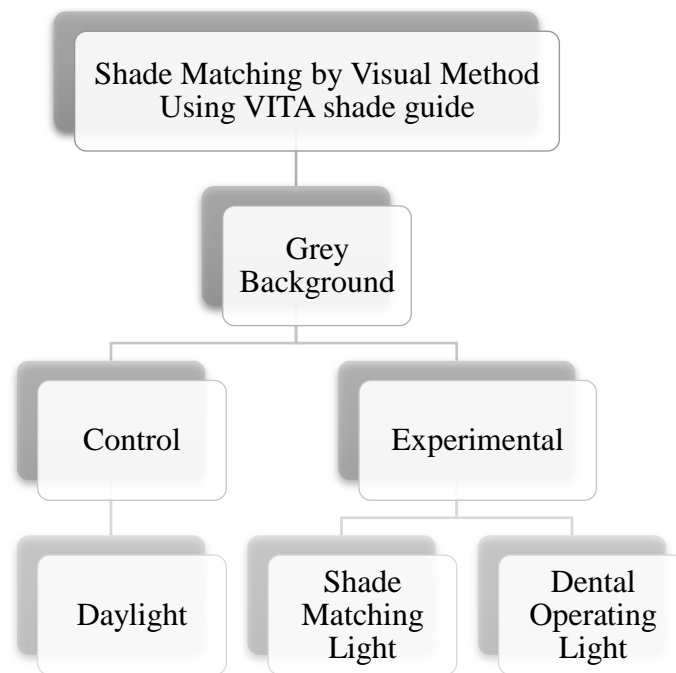 Shade Matching by Visual Method
Using VITA shade guide
Grey
Background
Control
Experimental
Daylight
Shade
Matching
Light
Dental
Operating
Light